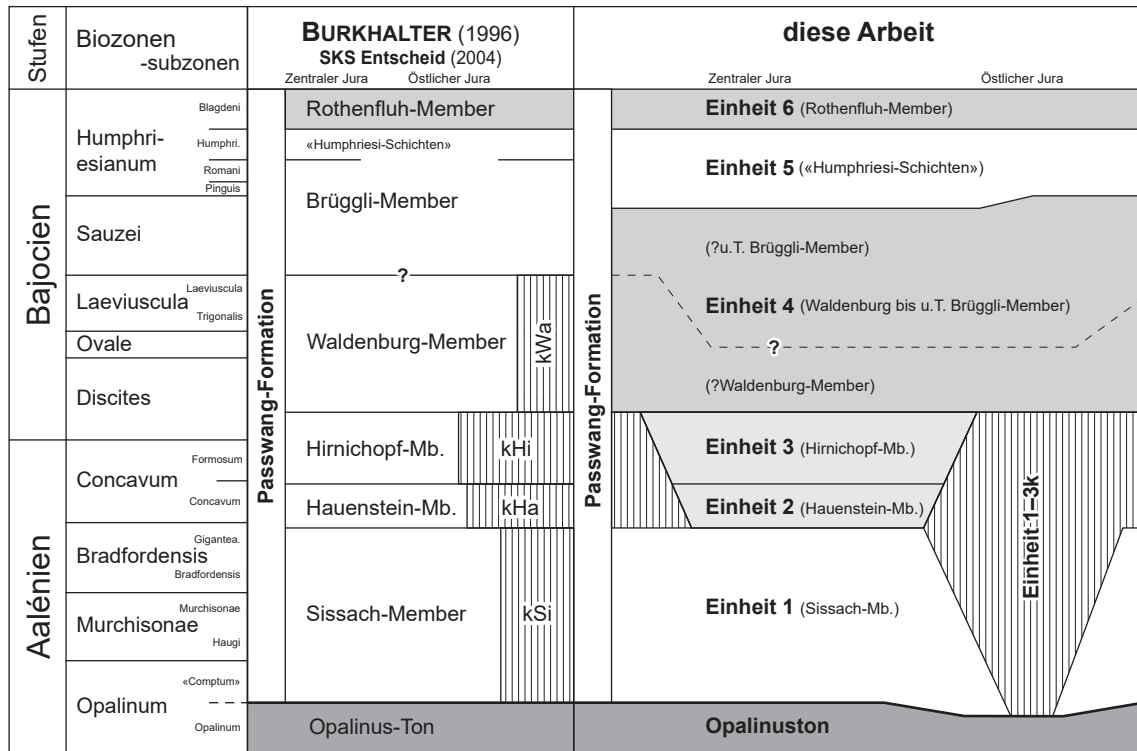 Stufen
Biozonen
-subzonen
BURKHALTER (1996)
SKS Entscheid (2004)
Zentraler Jura
Östlicher Jura
diese Arbeit
Zentraler Jura
Östlicher Jura
Bajocien
Aalénien
Humphri-
esianum
Blagdeni
Humphri.
Romani
Pinguis
Sauzei
Laeviuscula
Laeviuscula
Trigonalis
Ovale
Discites
Concavum
Formosum
Concavum
Bradfordensis
Gigantea.
Bradfordensis
Murchisonae
Murchisonae
Haugi
Opalinum
«Comptum»
Opalinum
Passwang-Formation
Rothenfluh-Member
«Humphriesi-Schichten»
Brüggli-Member
?
Waldenburg-Member
kWa
Hirnichopf-Mb.
kHi
Hauenstein-Mb.
kHa
Sissach-Member
kSi
Opalinus-Ton
Passwang-Formation
Einheit 6 (Rothenfluh-Member)
Einheit 5 («Humphriesi-Schichten»)
(?u.T. Brüggli-Member)
Einheit 4 (Waldenburg bis u.T. Brüggli-Member)
?
(?Waldenburg-Member)
Einheit 3 (Hirnichopf-Mb.)
Einheit 2 (Hauenstein-Mb.)
Einheit 1 (Sissach-Mb.)
Einheit 1–3k
Opalinuston